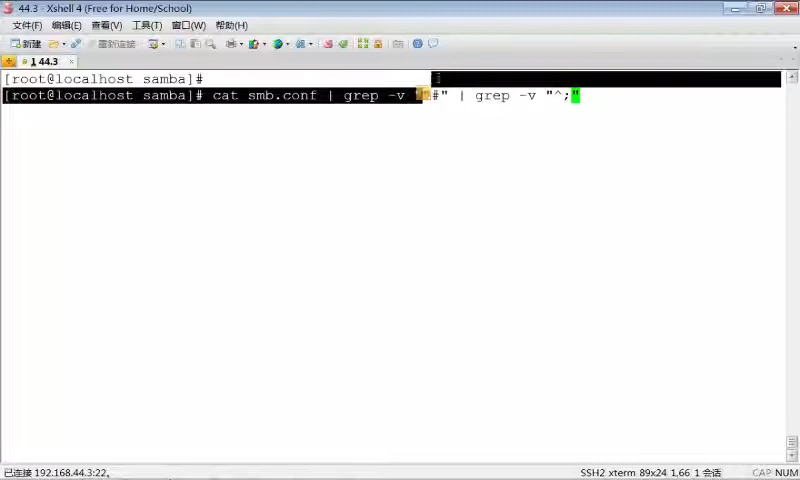 44.3 - Xshell 4 (Free for Home/School)
文件(F) 编辑(E) 查看(V) 工具(T) 窗口(W) 帮助(H)
新建 重新连接
1 44.3
[root@localhost samba]#
[root@localhost samba]# cat smb.conf | grep -v "#" | grep -v "^;"
已连接 192.168.44.3:22。 SSH2 xterm 89x24 1,66 1 会话 CAP NUM